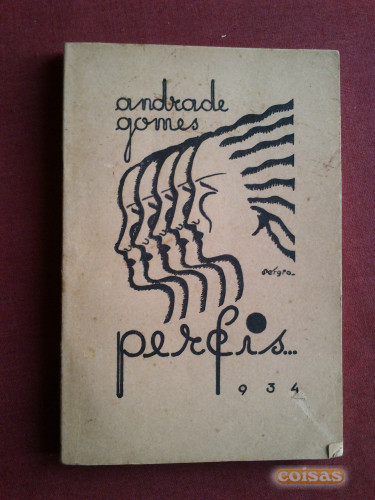 andrade
gomes
perfis...
934
coisas